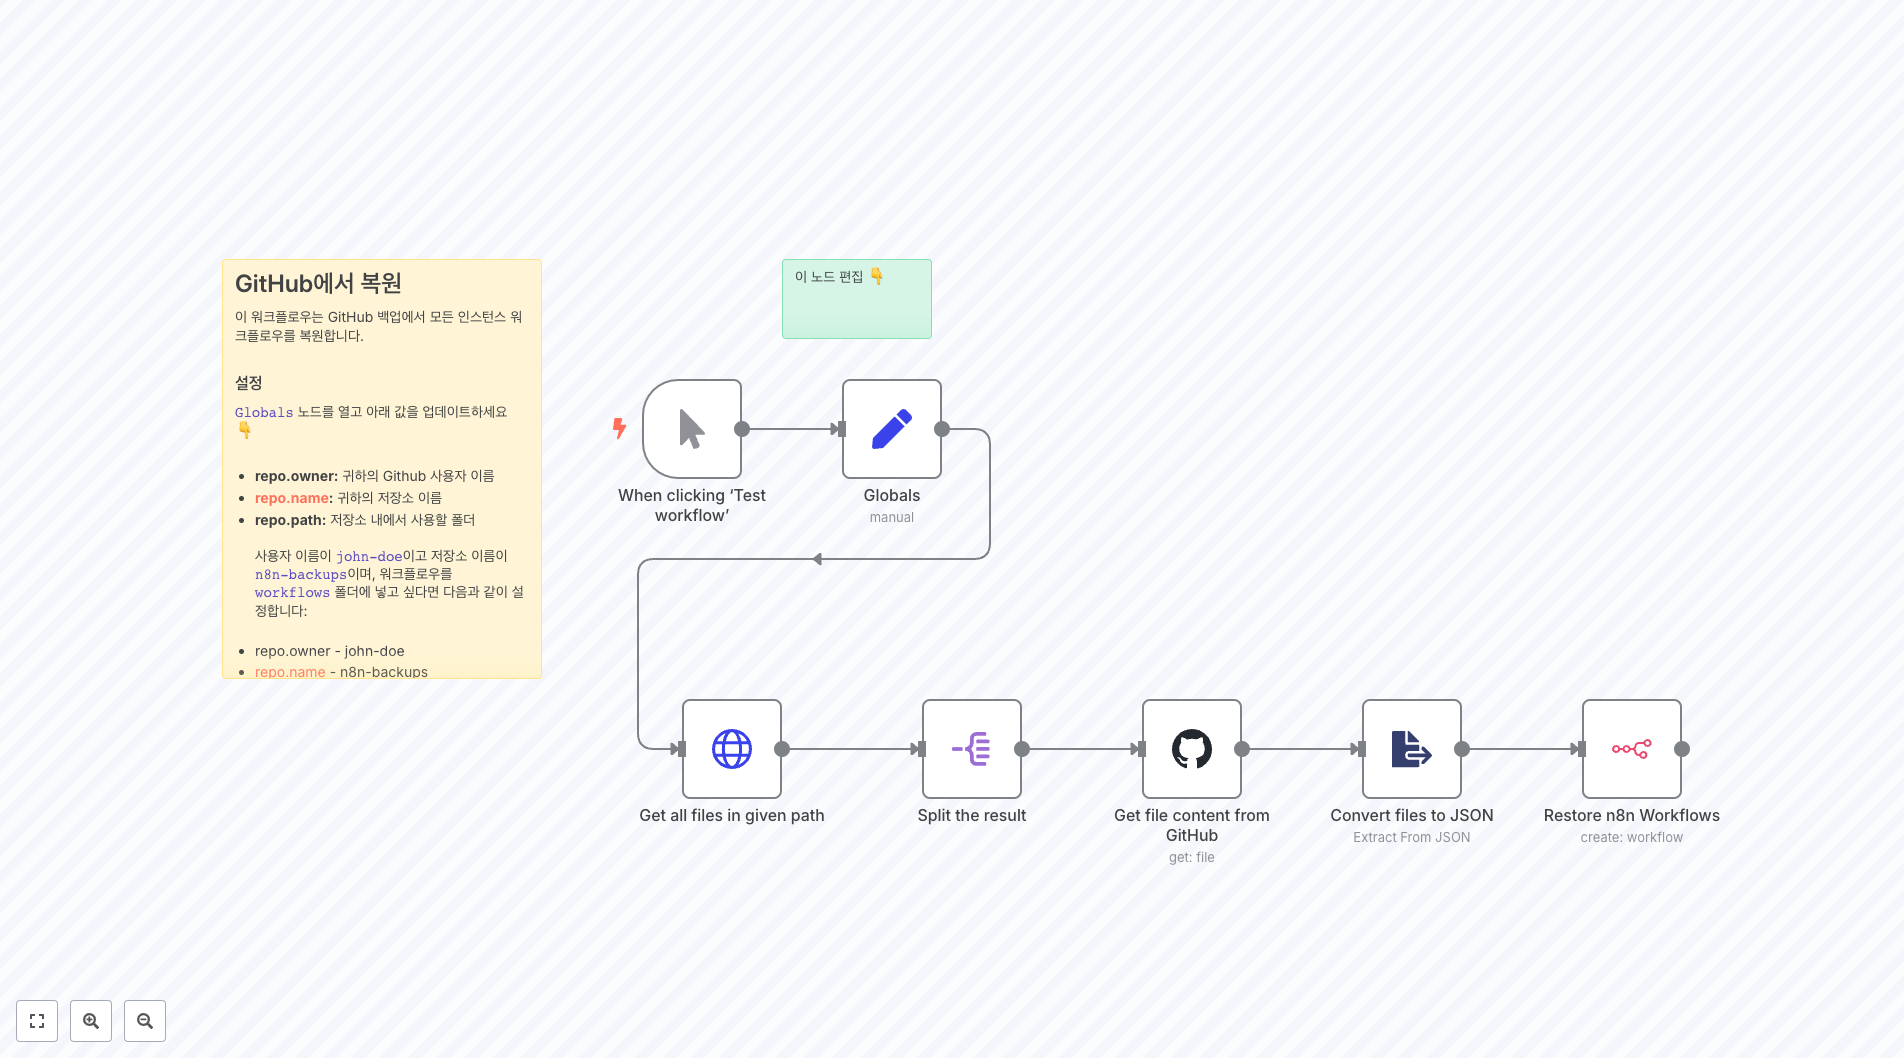 GitHub에서 복원
이 워크플로우는 GitHub 백업에서 모든 인스턴스 워
크플로우를 복원합니다.
설정
Globals 노드를 열고 아래 값을 업데이트하세요
👇
repo.owner: 귀하의 Github 사용자 이름
repo.name: 귀하의 저장소 이름
repo.path: 저장소 내에서 사용할 폴더
사용자 이름이 john-doe이고 저장소 이름이
n8n-backups이며, 워크플로우를
workflows 폴더에 넣고 싶다면 다음과 같이 설
정합니다:
repo.owner - john-doe
repo.name - n8n-backups
이 노드 편집 👇
When clicking ‘Test
workflow’
Globals
manual
Get all files in given path
Split the result
Get file content from
GitHub
get: file
Convert files to JSON
Extract From JSON
Restore n8n Workflows
create: workflow